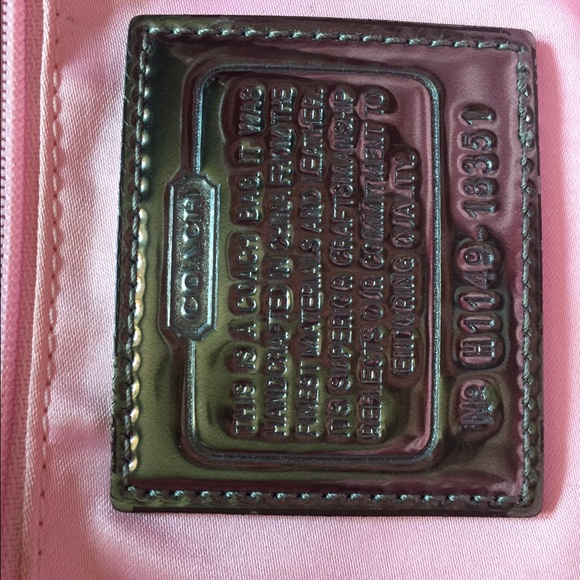 COACH
THIS IS A COACH BAG. IT WAS
HANDCRAFTED IN CHINA FROM THE
FINEST MATERIALS AND LEATHER.
ITS SUPERIOR CRAFTSMANSHIP
REFLECTS OUR COMMITMENT TO
ENDURING QUALITY.
No H1149-18351